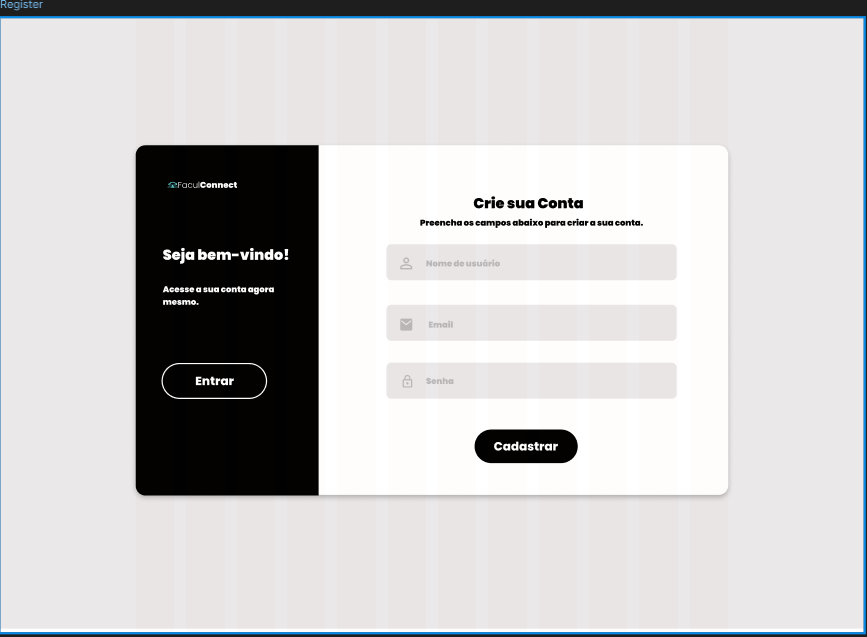 Register
FaculConnect
Seja bem-vindo!
Acesse a sua conta agora
mesmo.
Entrar
Crie sua Conta
Preencha os campos abaixo para criar a sua conta.
Nome de usuário
Email
Senha
Cadastrar